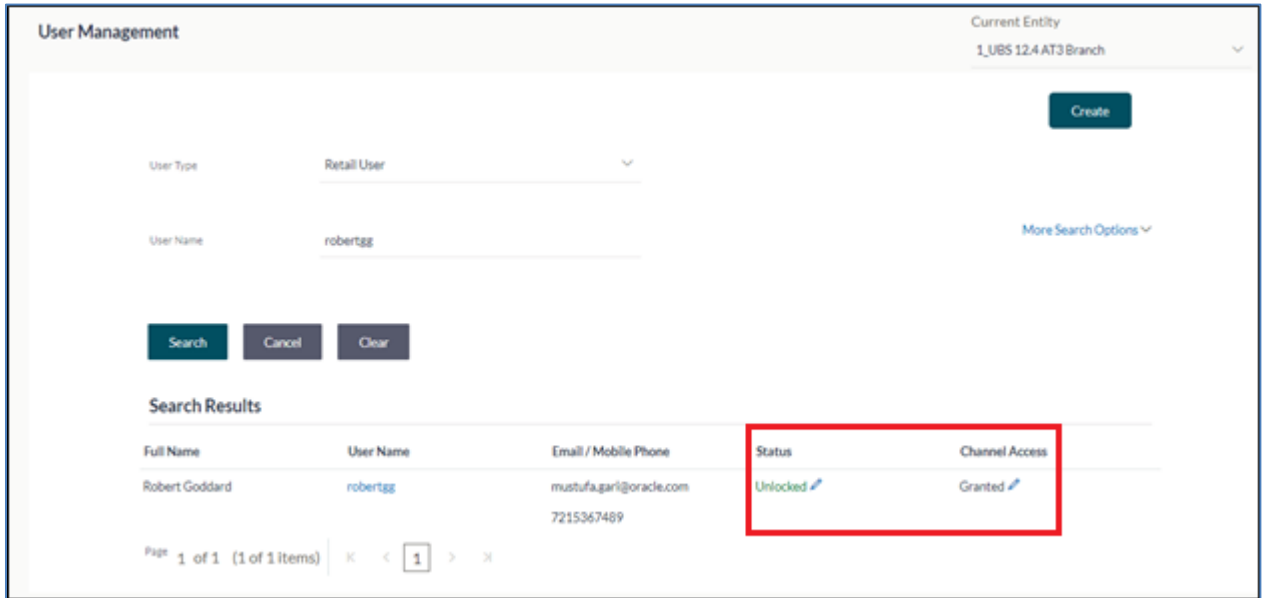 User Management
Current Entity
1_UBS 12.4 AT3 Branch
Create
User Type
Retail User
User Name
robertgg
More Search Options
Search
Cancel
Clear
Search Results
Full Name User Name Email / Mobile Phone Status Channel Access
Robert Goddard robertgg mustufa.gari@oracle.com Unlocked Granted
7215367489
Page 1 of 1 (1 of 1 items) K < 1 > X